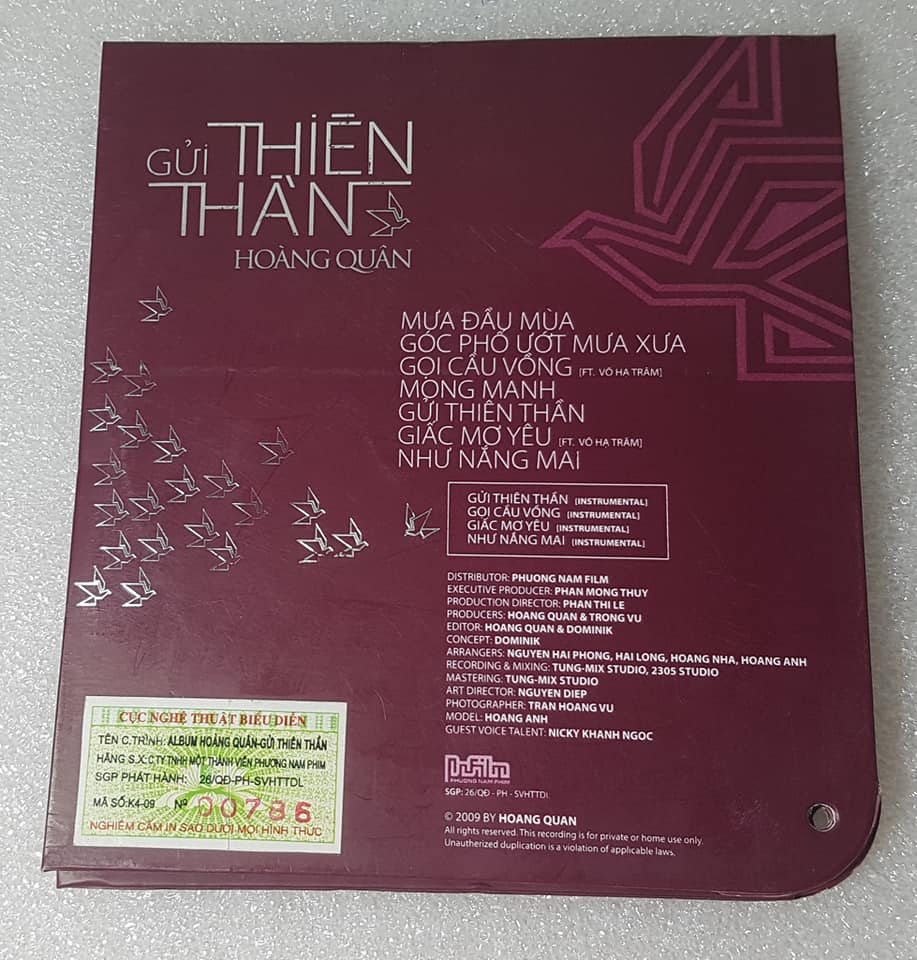 GỬI THIÊN
THẦN
HOÀNG QUÂN
MƯA ĐẦU MÙA
GÓC PHỐ ƯỚT MƯA XƯA
GỌI CẦU VỒNG [FT. VÕ HẠ TRÂM]
MỎNG MANH
GỬI THIÊN THẦN
GIẤC MƠ YÊU [FT. VÕ HẠ TRÂM]
NHƯ NẮNG MAI
GỬI THIÊN THẦN [INSTRUMENTAL]
GỌI CẦU VỒNG [INSTRUMENTAL]
GIẤC MƠ YÊU [INSTRUMENTAL]
NHƯ NẮNG MAI [INSTRUMENTAL]
DISTRIBUTOR: PHUONG NAM FILM
EXECUTIVE PRODUCER: PHAN MONG THUY
PRODUCTION DIRECTOR: PHAN THI LE
PRODUCERS: HOANG QUAN & TRONG VU
EDITOR: HOANG QUAN & DOMINIK
CONCEPT: DOMINIK
ARRANGERS: NGUYEN HAI PHONG, HAI LONG, HOANG NHA, HOANG ANH
RECORDING & MIXING: TUNG-MIX STUDIO, 2305 STUDIO
MASTERING: TUNG-MIX STUDIO
ART DIRECTOR: NGUYEN DIEP
PHOTOGRAPHER: TRAN HOANG VU
MODEL: HOANG ANH
GUEST VOICE TALENT: NICKY KHANH NGOC
PNFilm
PHUONG NAM PHIM
SGP: 26/QĐ - PH - SVHTTDL
© 2009 BY HOANG QUAN
All rights reserved. This recording is for private or home use only.
Unautherized duplication is a violation of applicable laws.
CỤC NGHỆ THUẬT BIỂU DIỄN
TÊN C.TRÌNH: ALBUM HOÀNG QUÂN-GỬI THIÊN THẦN
HÃNG S.X: C.TY TNHH MỘT THÀNH VIÊN PHƯƠNG NAM PHIM
SGP PHÁT HÀNH: 26/QĐ-PH-SVHTTDL
MÃ SỐ:K4-09 Nº 00786
NGHIÊM CẤM IN SAO DƯỚI MỌI HÌNH THỨC